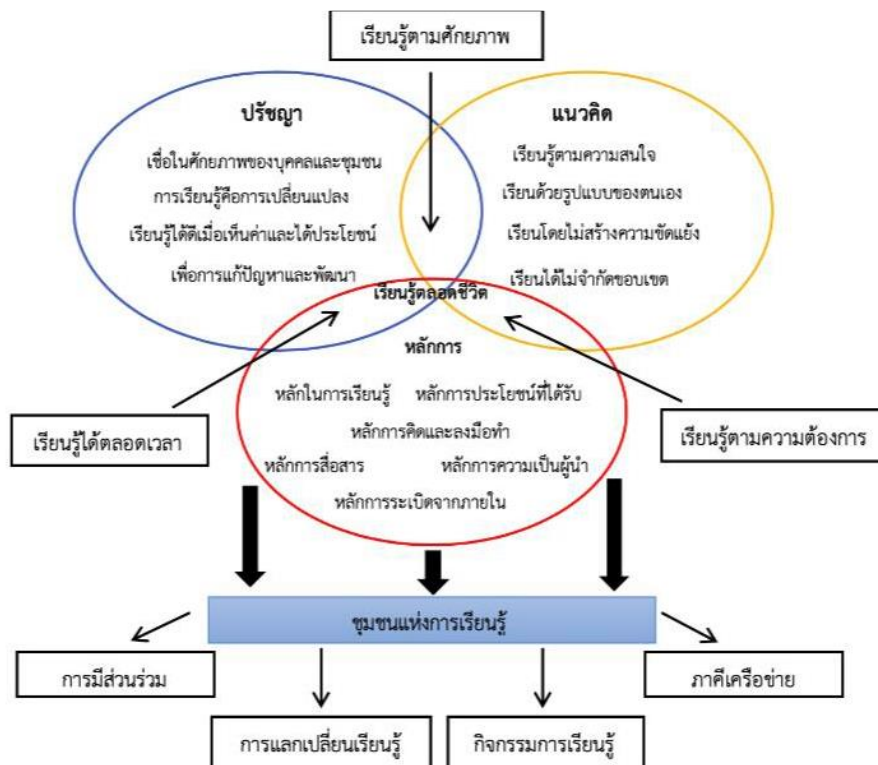 เรียนรู้ตามศักยภาพ
ปรัชญา
เชื่อในศักยภาพของบุคคลและชุมชน
การเรียนรู้คือการเปลี่ยนแปลง
เรียนรู้ได้ดีเมื่อเห็นค่าและได้ประโยชน์
เพื่อการแก้ปัญหาและพัฒนา
แนวคิด
เรียนรู้ตามความสนใจ
เรียนด้วยรูปแบบของตนเอง
เรียนโดยไม่สร้างความขัดแย้ง
เรียนได้ไม่จำกัดขอบเขต
เรียนรู้ตลอดชีวิต
หลักการ
หลักในการเรียนรู้
หลักการประโยชน์ที่ได้รับ
หลักการคิดและลงมือทำ
หลักการสื่อสาร
หลักการความเป็นผู้นำ
หลักการระเบิดจากภายใน
เรียนรู้ได้ตลอดเวลา
เรียนรู้ตามความต้องการ
ชุมชนแห่งการเรียนรู้
การมีส่วนร่วม
ภาคีเครือข่าย
การแลกเปลี่ยนเรียนรู้
กิจกรรมการเรียนรู้